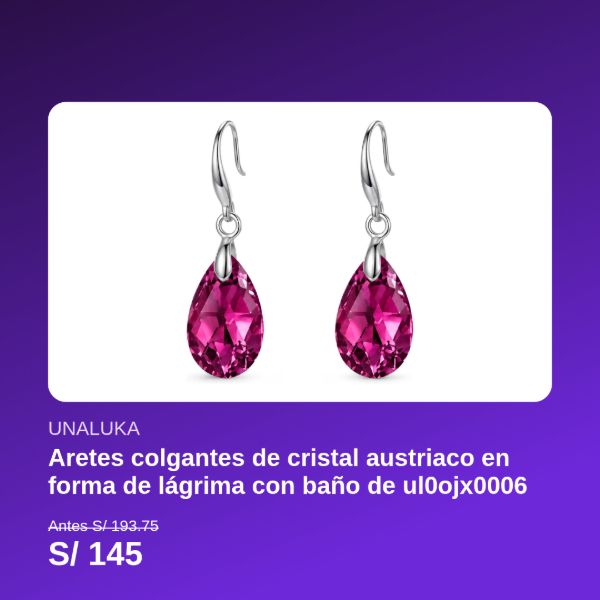 UNALUKA
Aretes colgantes de cristal austriaco en
forma de lágrima con baño de ul0ojx0006
Antes S/ 193.75
S/ 145